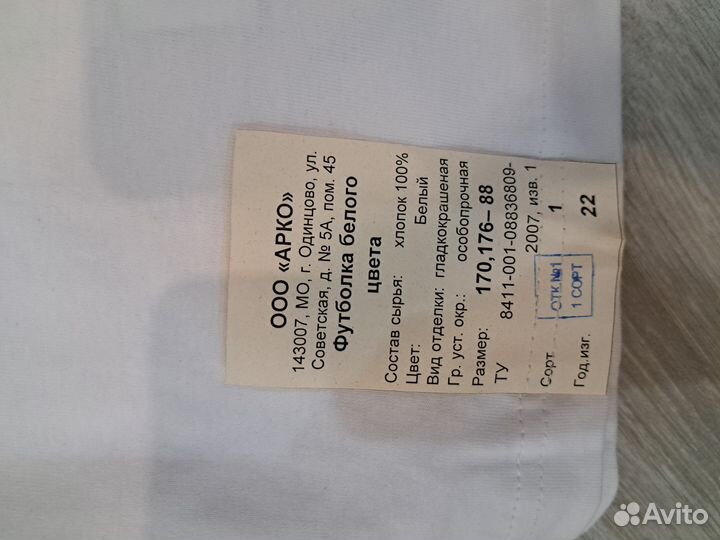 ООО «АРКО»
143007, МО, г. Одинцово, ул.
Советская, д. № 5А, пом. 45
Футболка белого
цвета
Состав сырья: хлопок 100%
Цвет: Белый
Вид отделки: гладкокрашеная
Гр. уст. окр.: особопрочная
Размер: 170,176– 88
ТУ 8411-001-08836809-
2007, изв. 1
Сорт 1
ОТК №1
1 СОРТ
Год.изг. 22
Avito